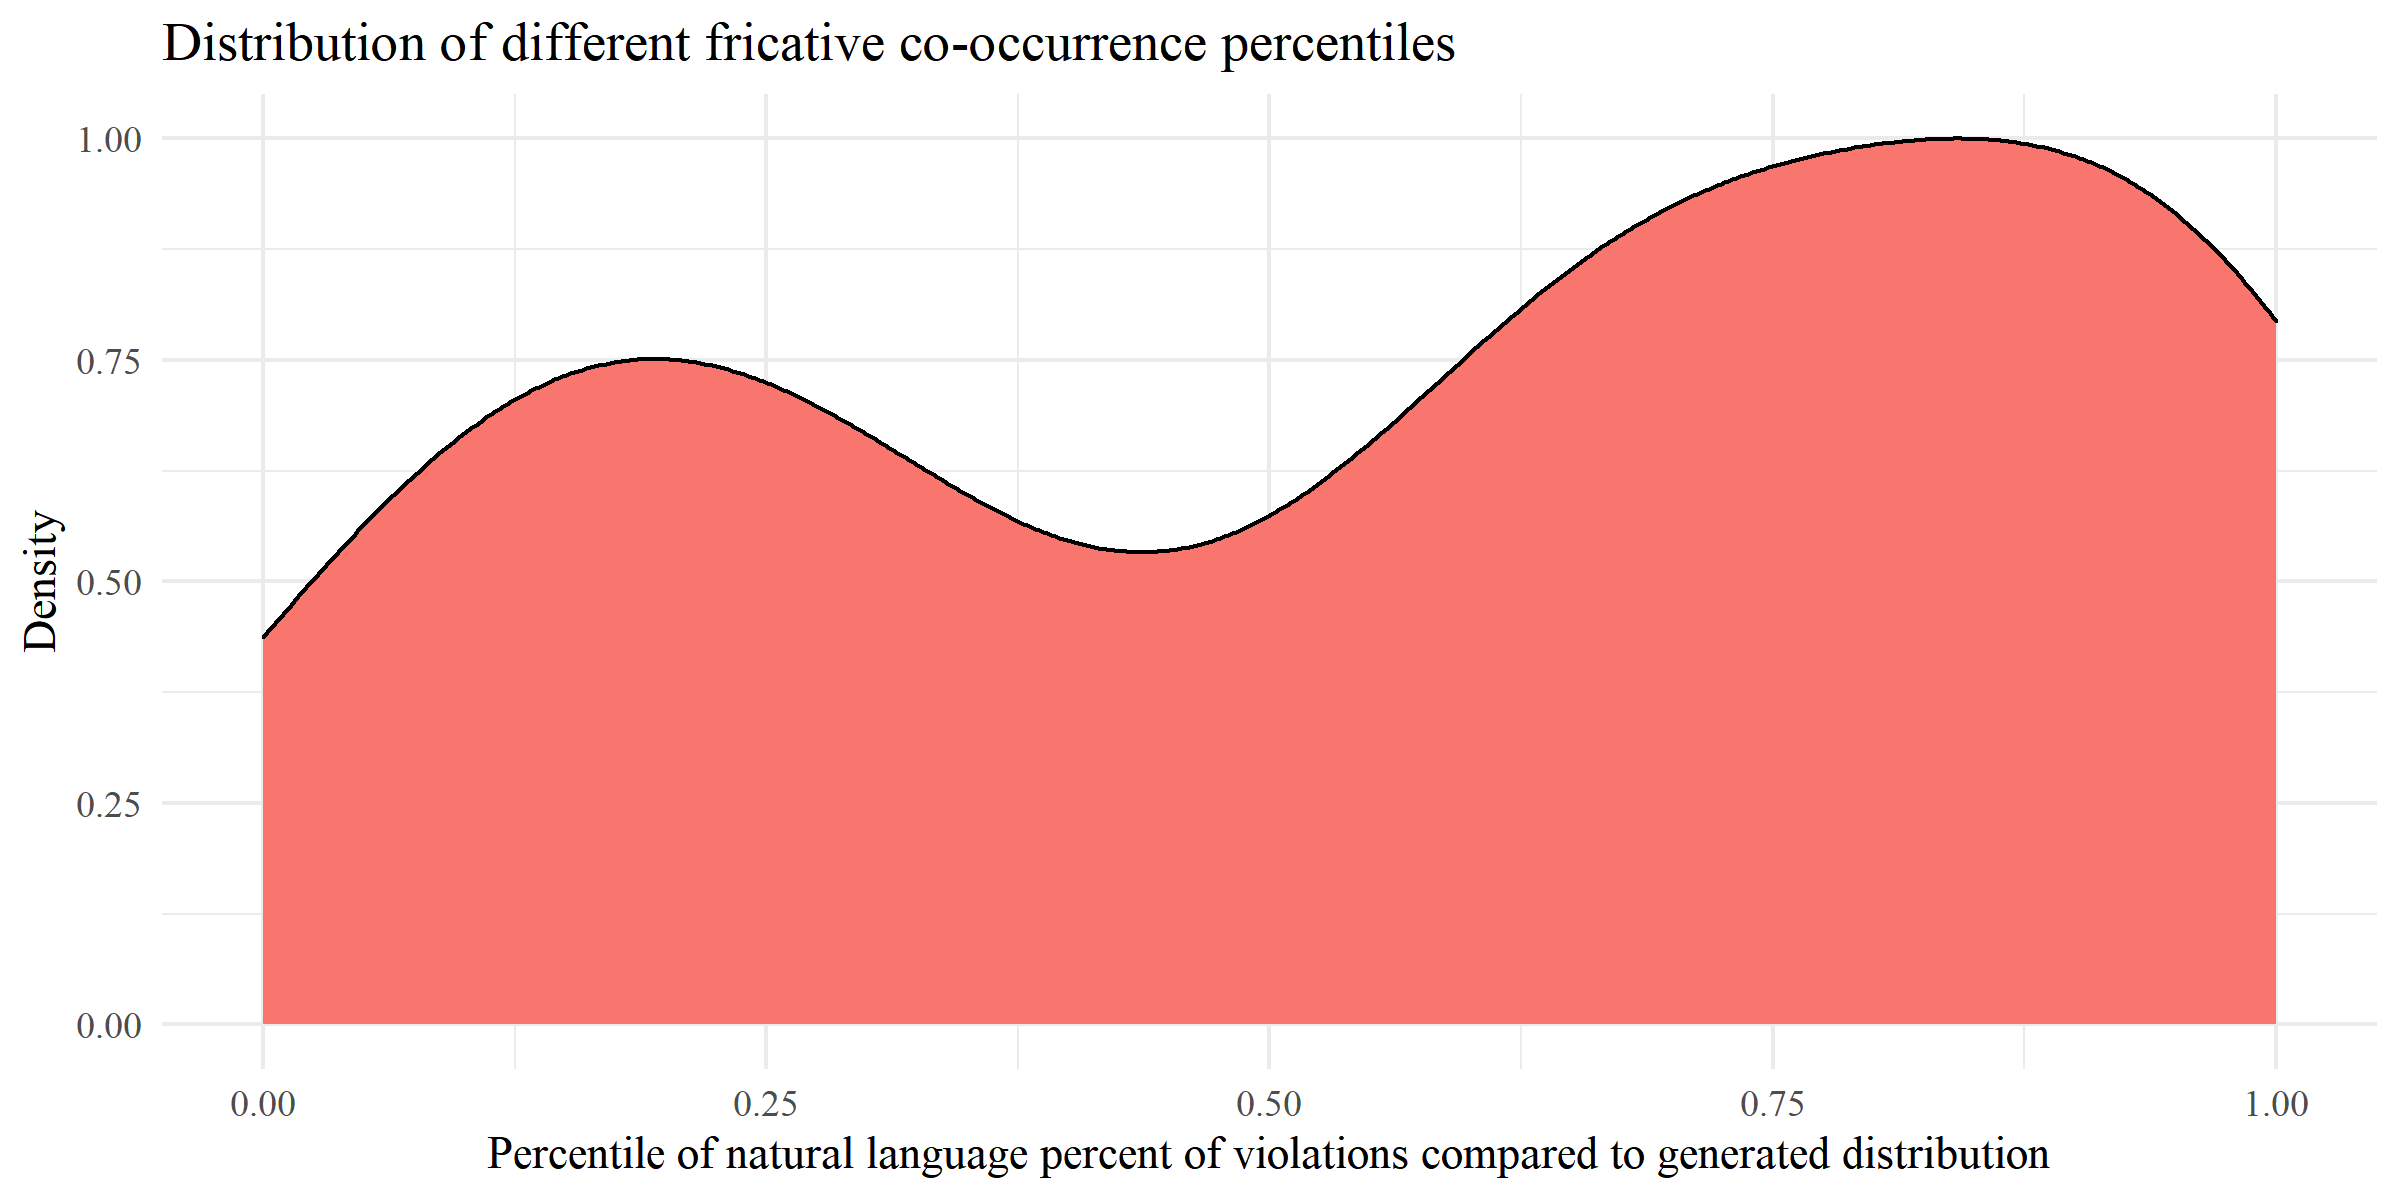 Distribution of different fricative co-occurrence percentiles
1.00
0.75
0.50
0.25
0.00
Density
0.00 0.25 0.50 0.75 1.00
Percentile of natural language percent of violations compared to generated distribution